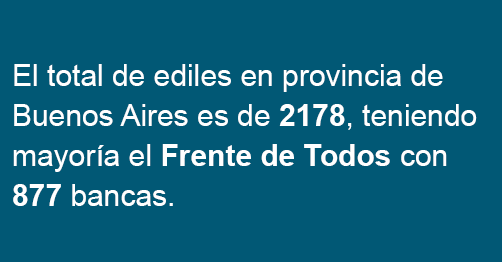 El total de ediles en provincia de
Buenos Aires es de 2178, teniendo
mayoría el Frente de Todos con
877 bancas.